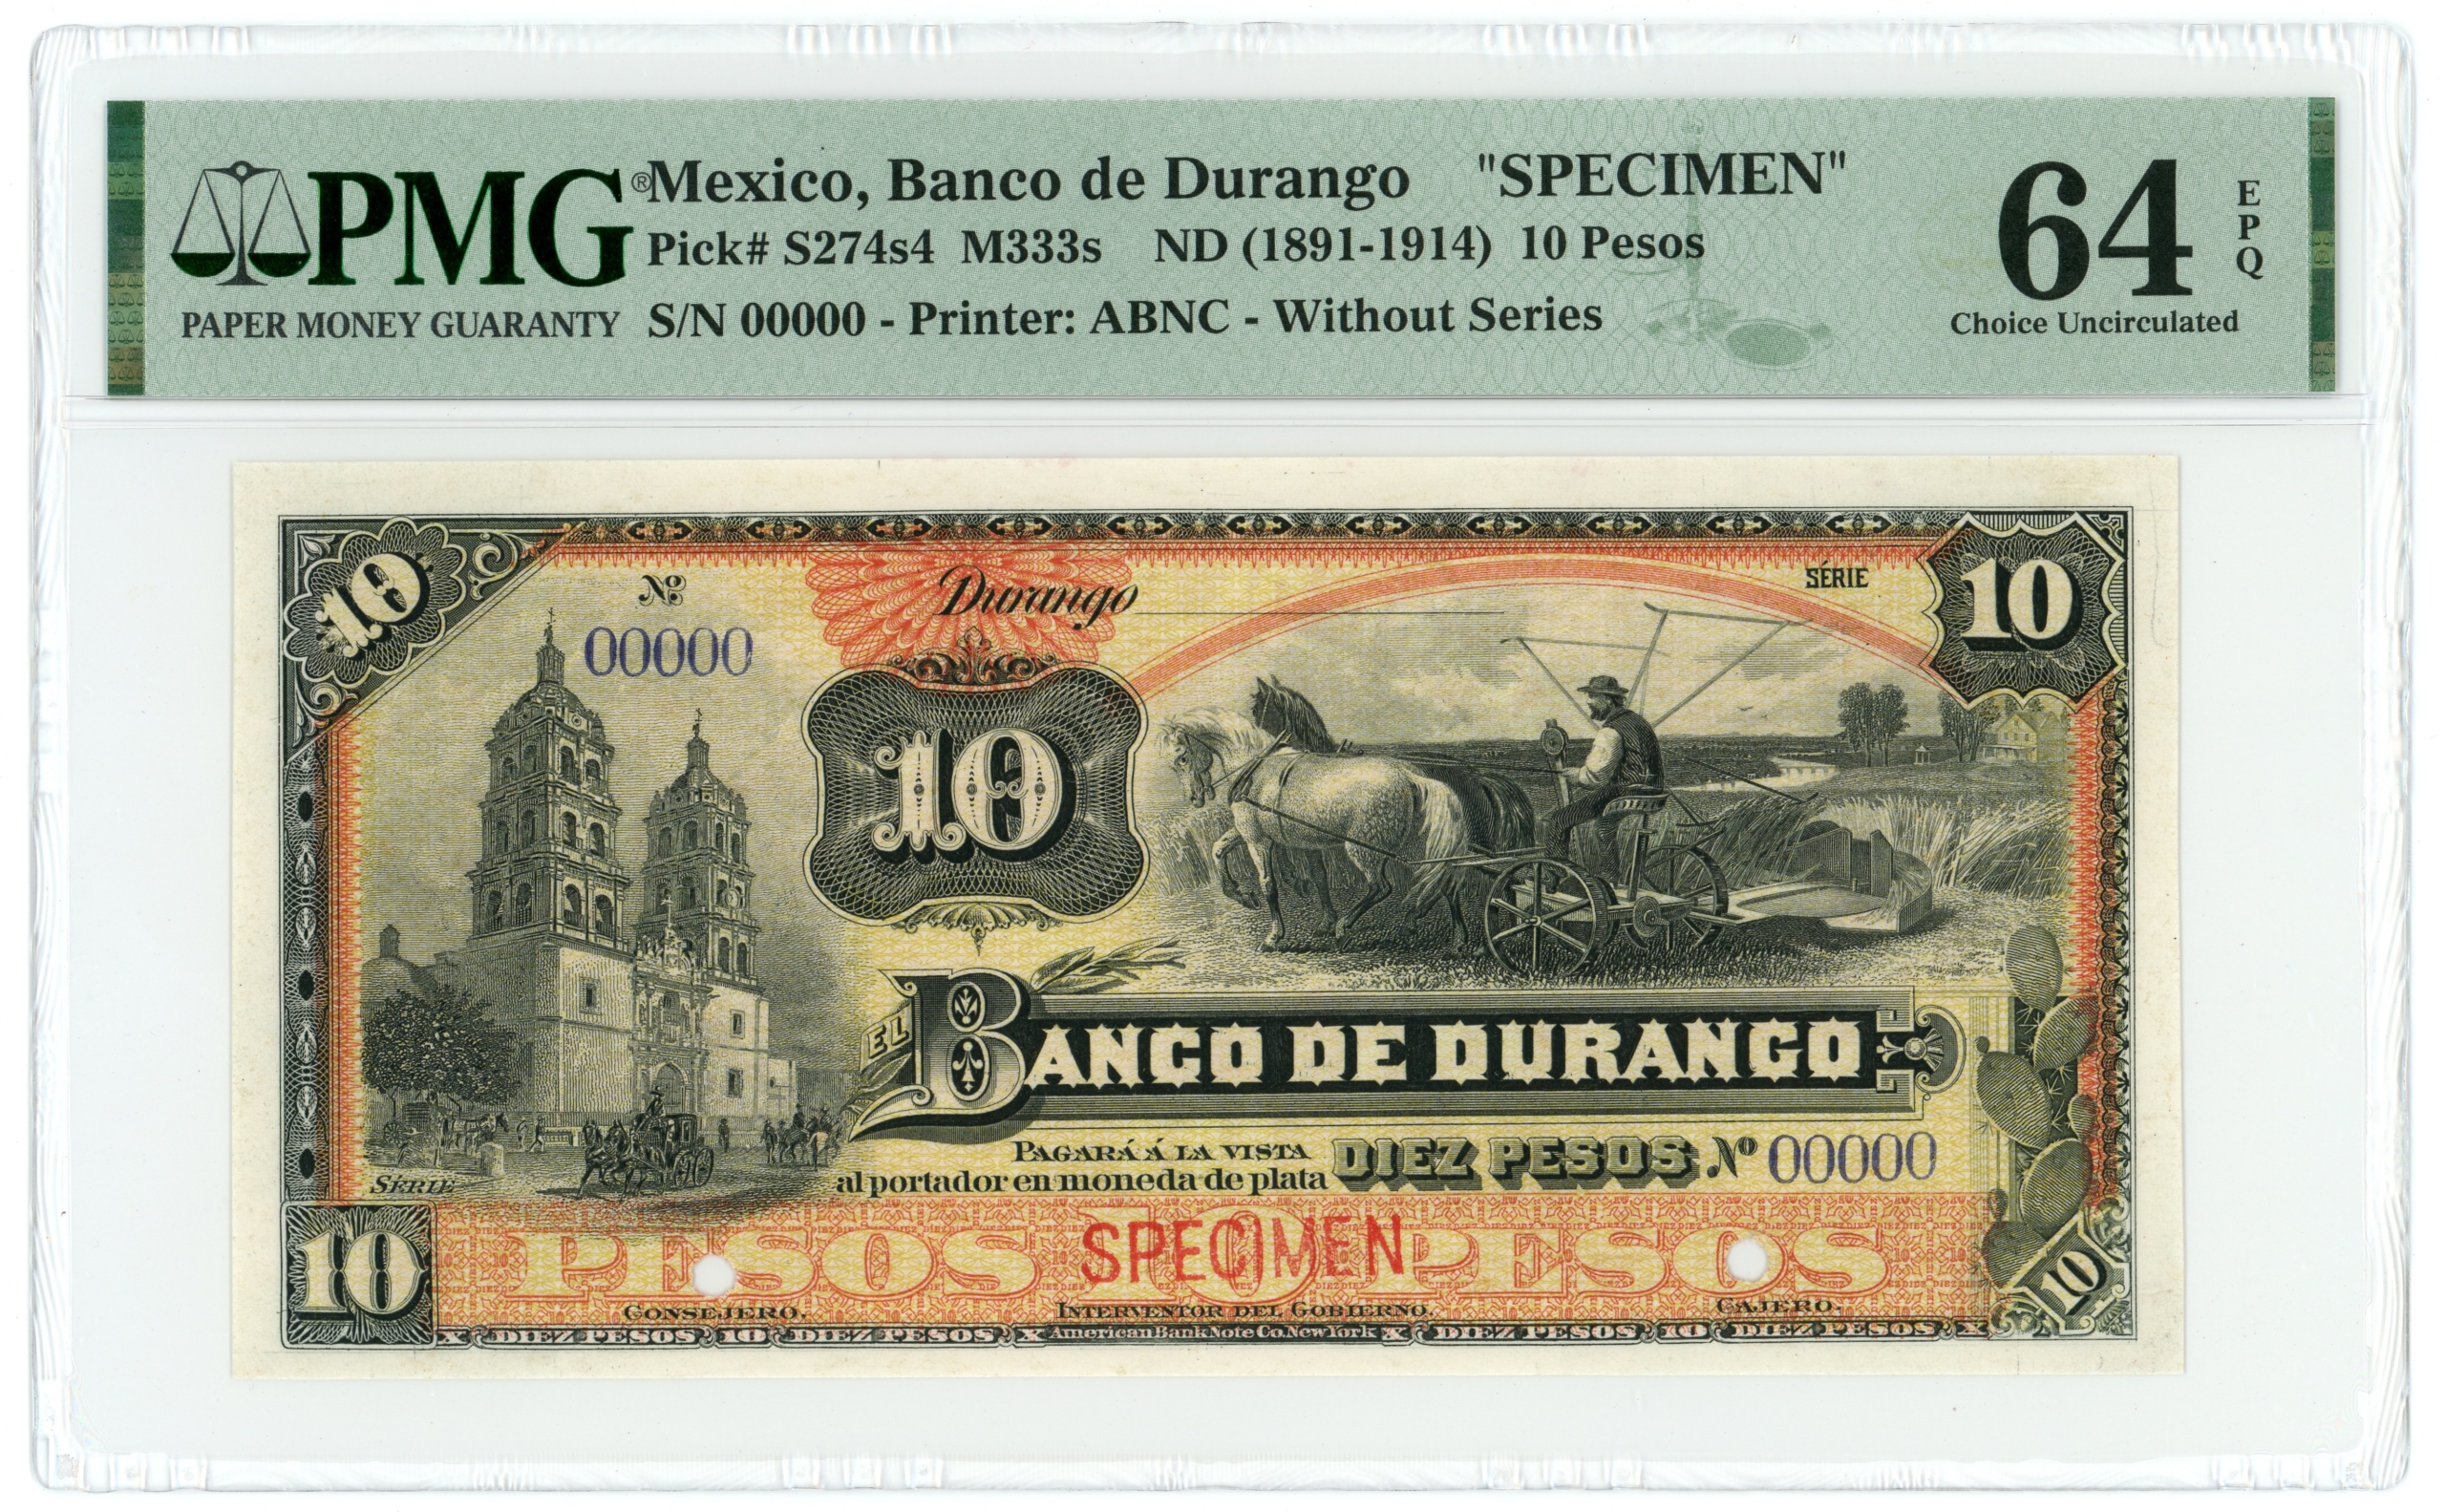 PMG®
PAPER MONEY GUARANTY
Mexico, Banco de Durango "SPECIMEN"
Pick# S274s4 M333s ND (1891-1914) 10 Pesos
S/N 00000 - Printer: ABNC - Without Series
64
EPQ
Choice Uncirculated
10
Nº
00000
Durango
SÉRIE
10
10
EL BANCO DE DURANGO
PAGARÁ Á LA VISTA
al portador en moneda de plata DIEZ PESOS Nº 00000
SÉRIE
10
PESOS 10 PESOS
SPECIMEN
10
CONSEJERO. INTERVENTOR DEL GOBIERNO. CAJERO.
X DIEZ PESOS 10 DIEZ PESOS X American Bank Note Co. New York X DIEZ PESOS 10 DIEZ PESOS X